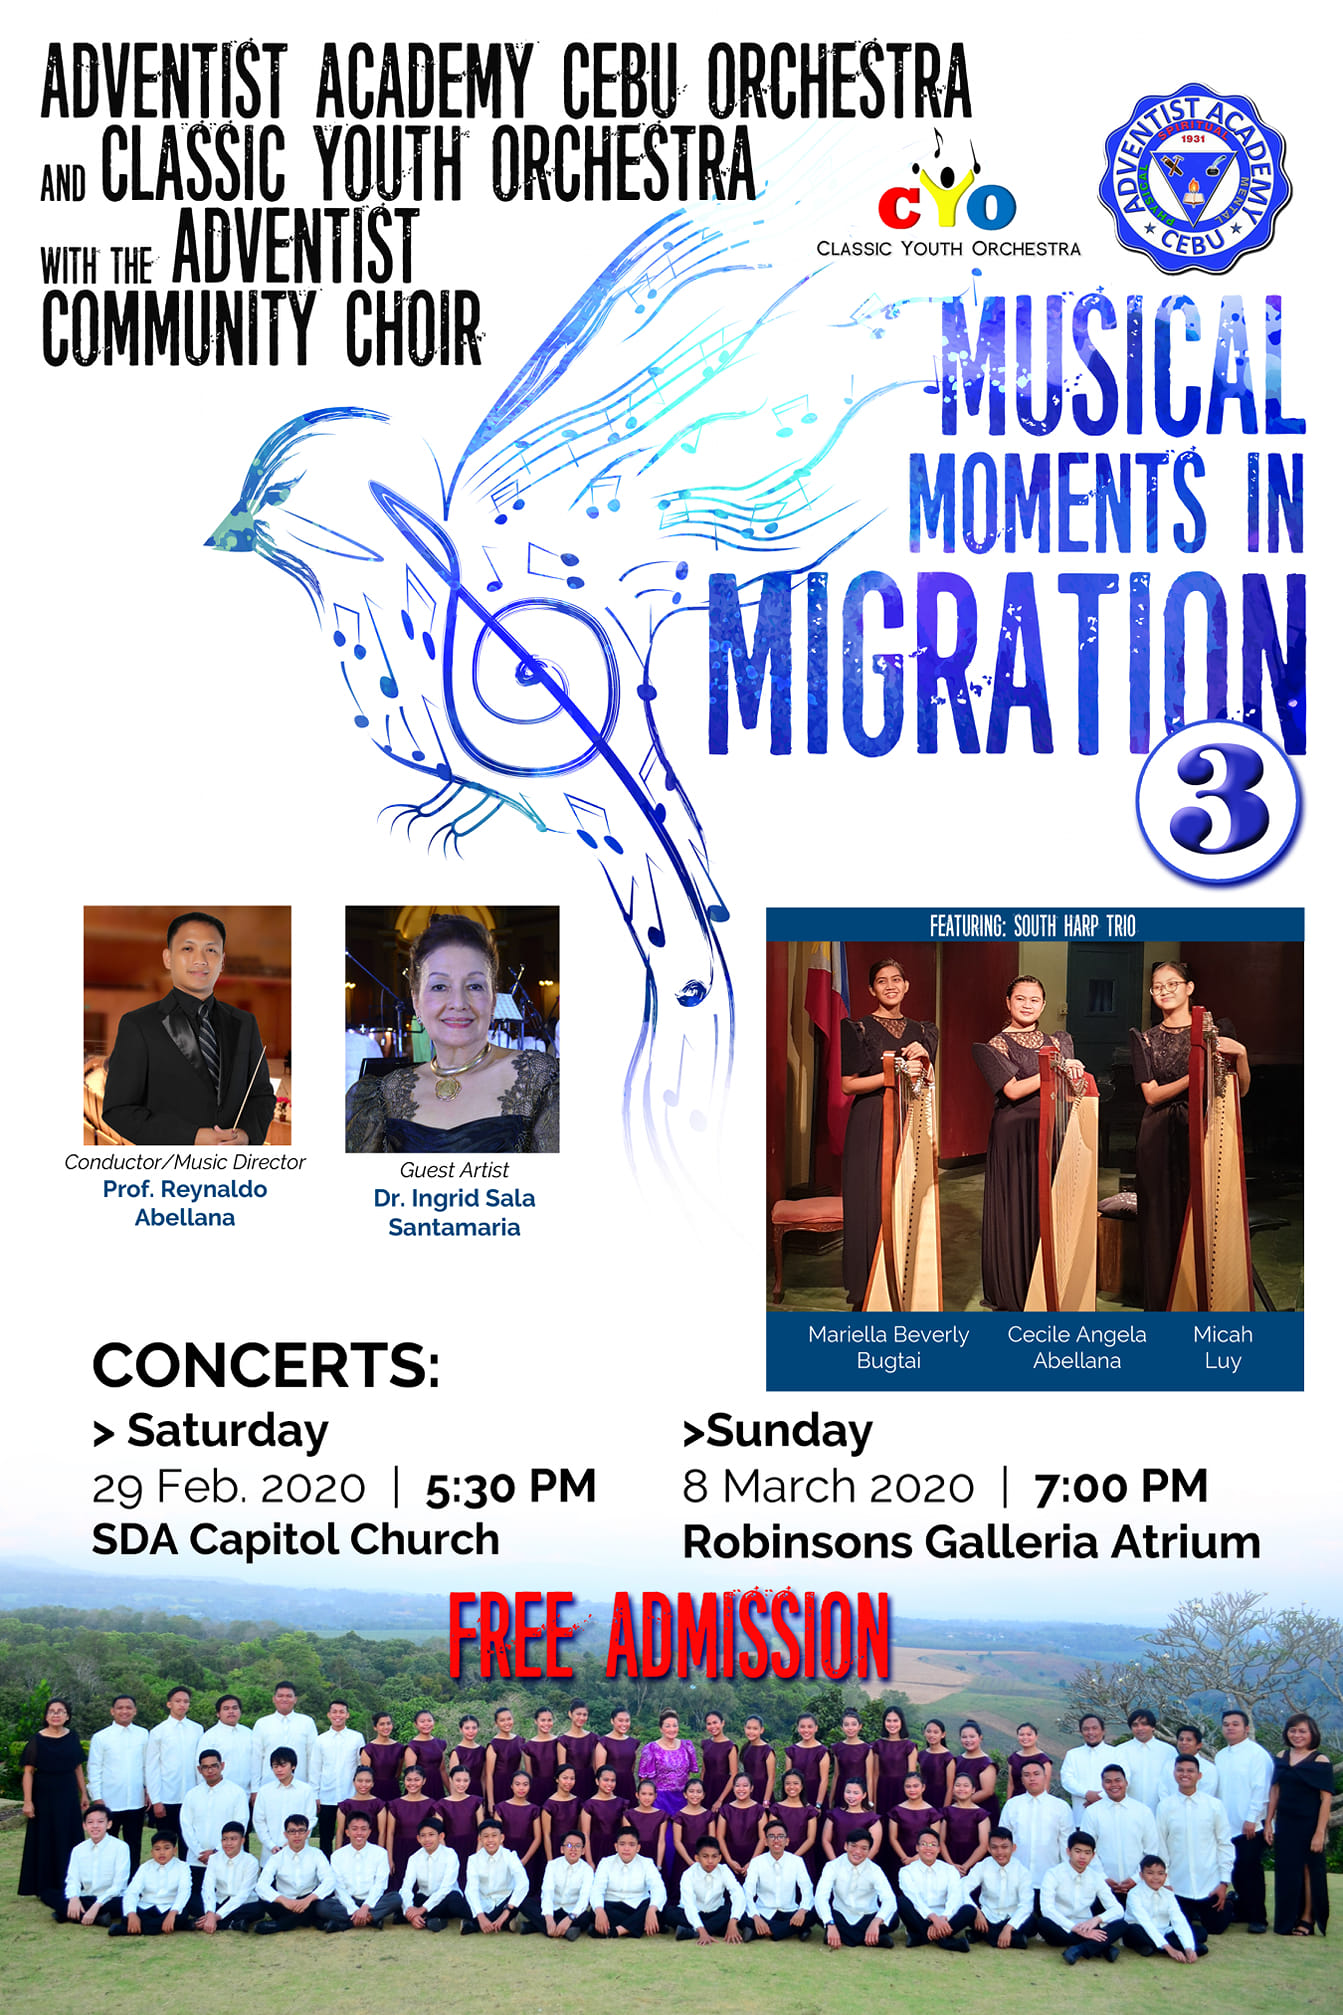 ADVENTIST ACADEMY CEBU ORCHESTRA
AND CLASSIC YOUTH ORCHESTRA
WITH THE ADVENTIST
COMMUNITY CHOIR
CYO
CLASSIC YOUTH ORCHESTRA
ADVENTIST ACADEMY
CEBU
SPIRITUAL
1931
PHYSICAL
MENTAL
MUSICAL
MOMENTS IN
MIGRATION
3
Conductor/Music Director
Prof. Reynaldo
Abellana
Guest Artist
Dr. Ingrid Sala
Santamaria
FEATURING: SOUTH HARP TRIO
Mariella Beverly
Bugtai
Cecile Angela
Abellana
Micah
Luy
CONCERTS:
> Saturday
29 Feb. 2020 | 5:30 PM
SDA Capitol Church
>Sunday
8 March 2020 | 7:00 PM
Robinsons Galleria Atrium
FREE ADMISSION